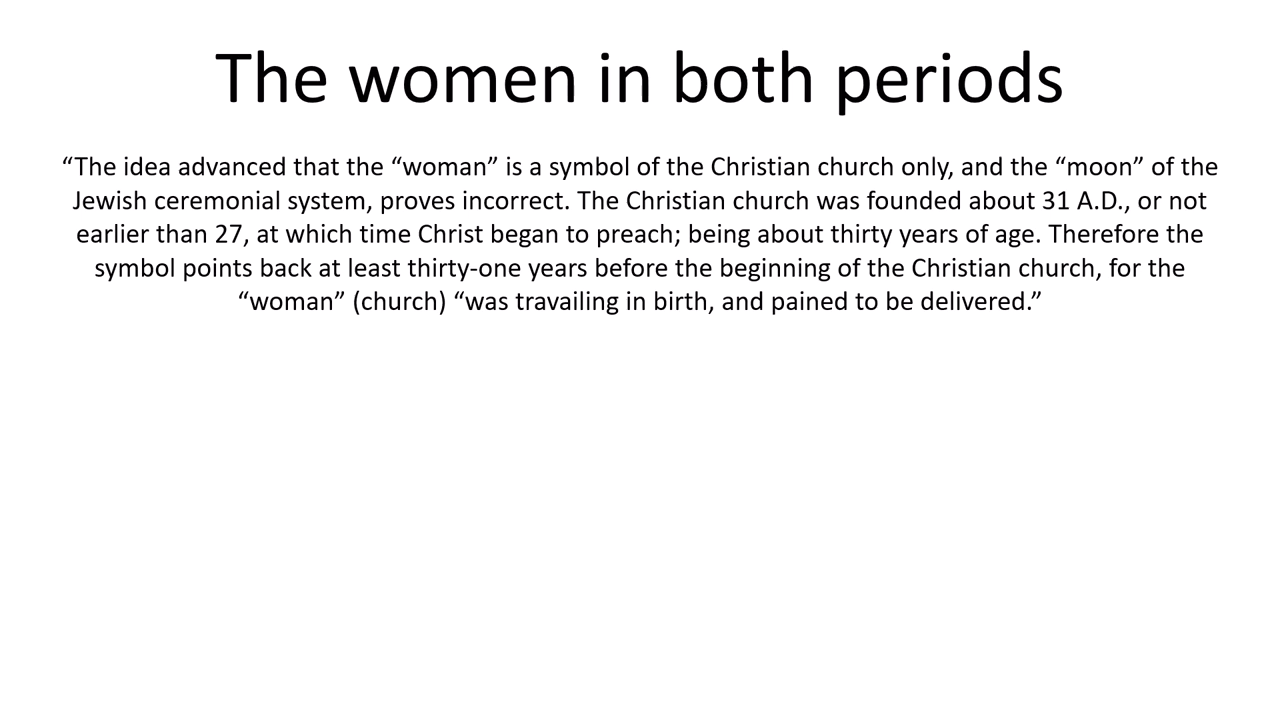 The women in both periods
“The idea advanced that the “woman” is a symbol of the Christian church only, and the “moon” of the
Jewish ceremonial system, proves incorrect. The Christian church was founded about 31 A.D., or not
earlier than 27, at which time Christ began to preach; being about thirty years of age. Therefore the
symbol points back at least thirty-one years before the beginning of the Christian church, for the
“woman” (church) “was travailing in birth, and pained to be delivered.”